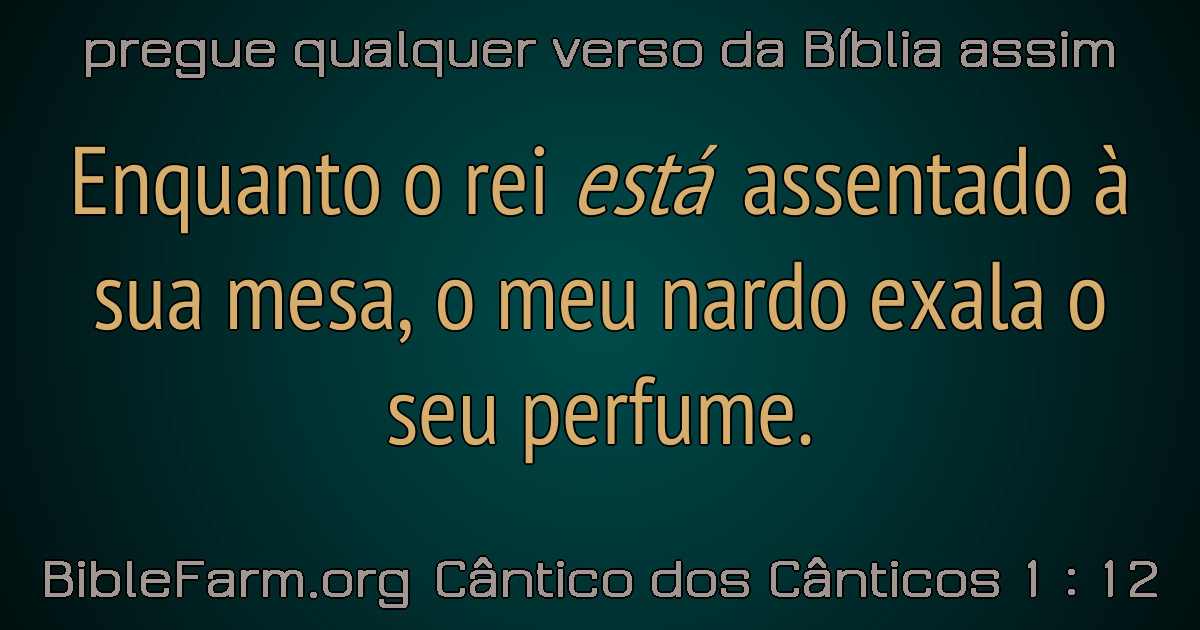 pregue qualquer verso da Bíblia assim
Enquanto o rei está assentado à
sua mesa, o meu nardo exala o
seu perfume.
BibleFarm.org Cântico dos Cânticos 1 : 12